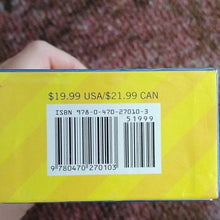 $19.99 USA/$21.99 CAN
ISBN 978-0-470-27010-3
51999
9 780470 270103